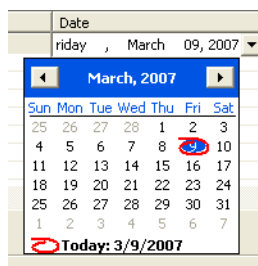 Date
riday , March 09, 2007
March, 2007
Sun Mon Tue Wed Thu Fri Sat
25 26 27 28 1 2 3
4 5 6 7 8 9 10
11 12 13 14 15 16 17
18 19 20 21 22 23 24
25 26 27 28 29 30 31
1 2 3 4 5 6 7
Today: 3/9/2007